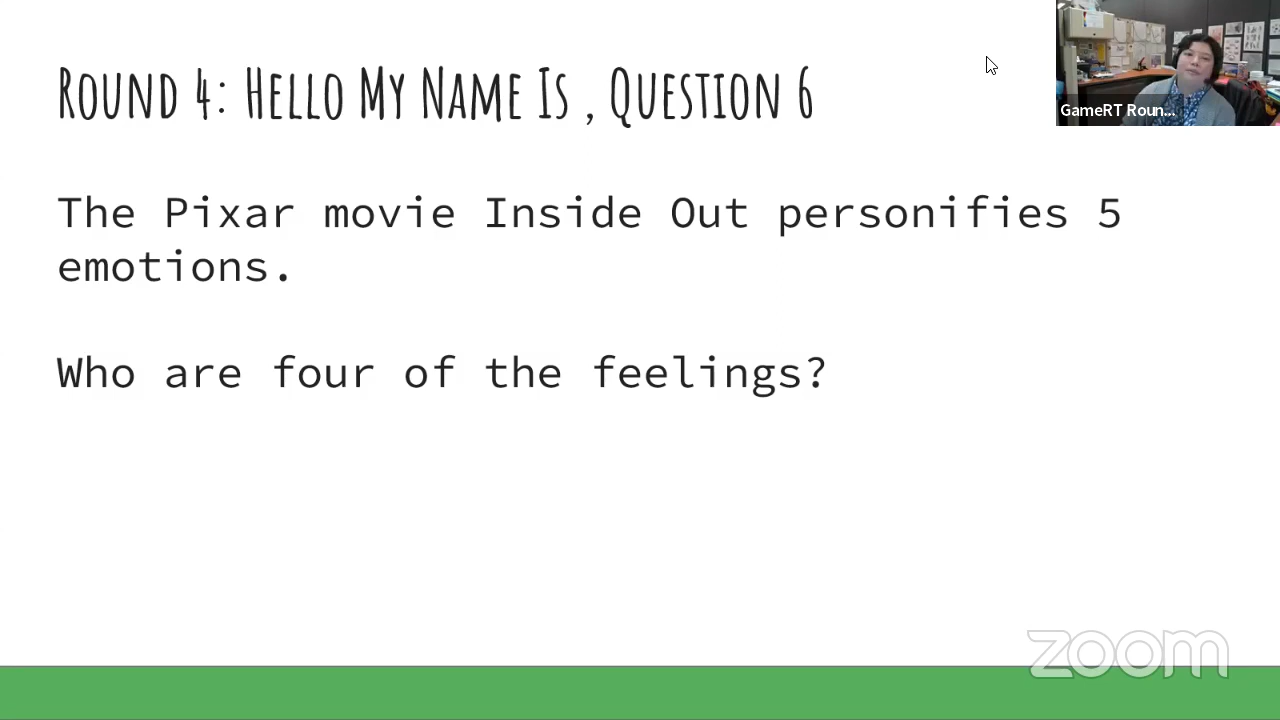 Round 4: Hello My Name Is , Question 6
GameRT Roun...
The Pixar movie Inside Out personifies 5
emotions.
Who are four of the feelings?
zoom